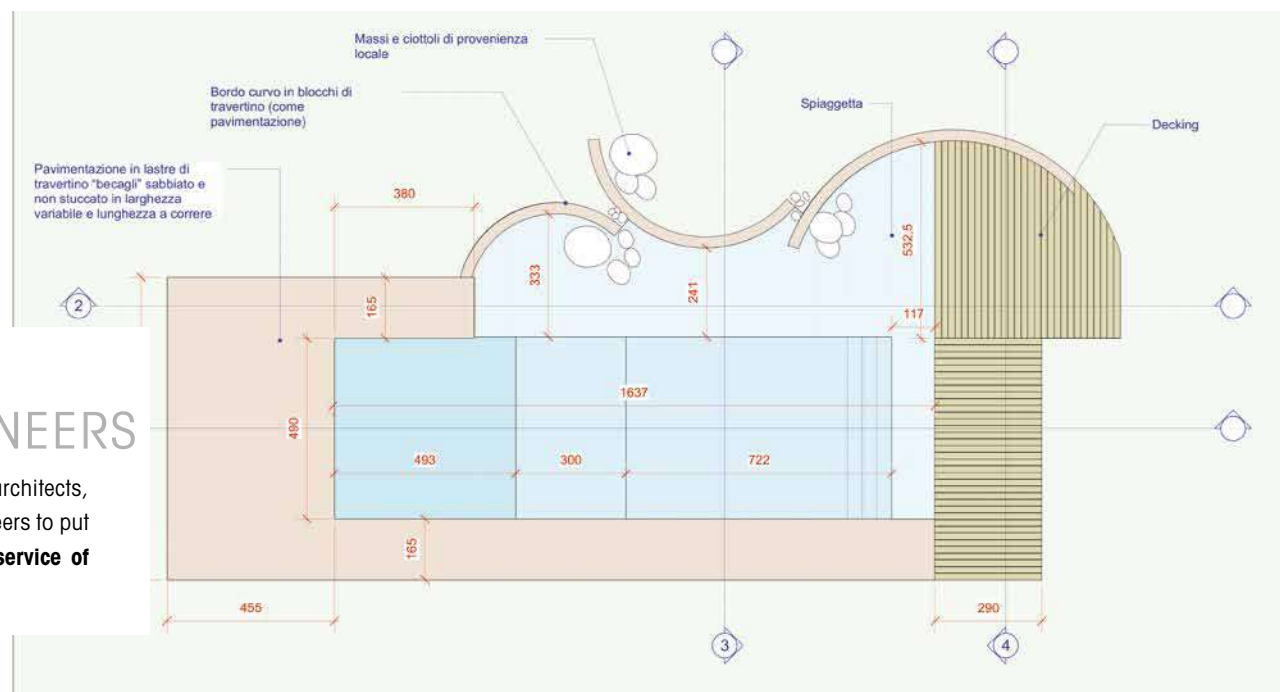 Massi e ciottoli di provenienza
locale
Bordo curvo in blocchi di
travertino (come
pavimentazione)
Spiaggetta
Decking
Pavimentazione in lastre di
travertino "becagli" sabbiato e
non stuccato in larghezza
variabile e lunghezza a correre
380
333
532,5
165
241
2
117
1637
490
NEERS
493
300
722
architects,
eers to put
service of
165
455
290
3
4